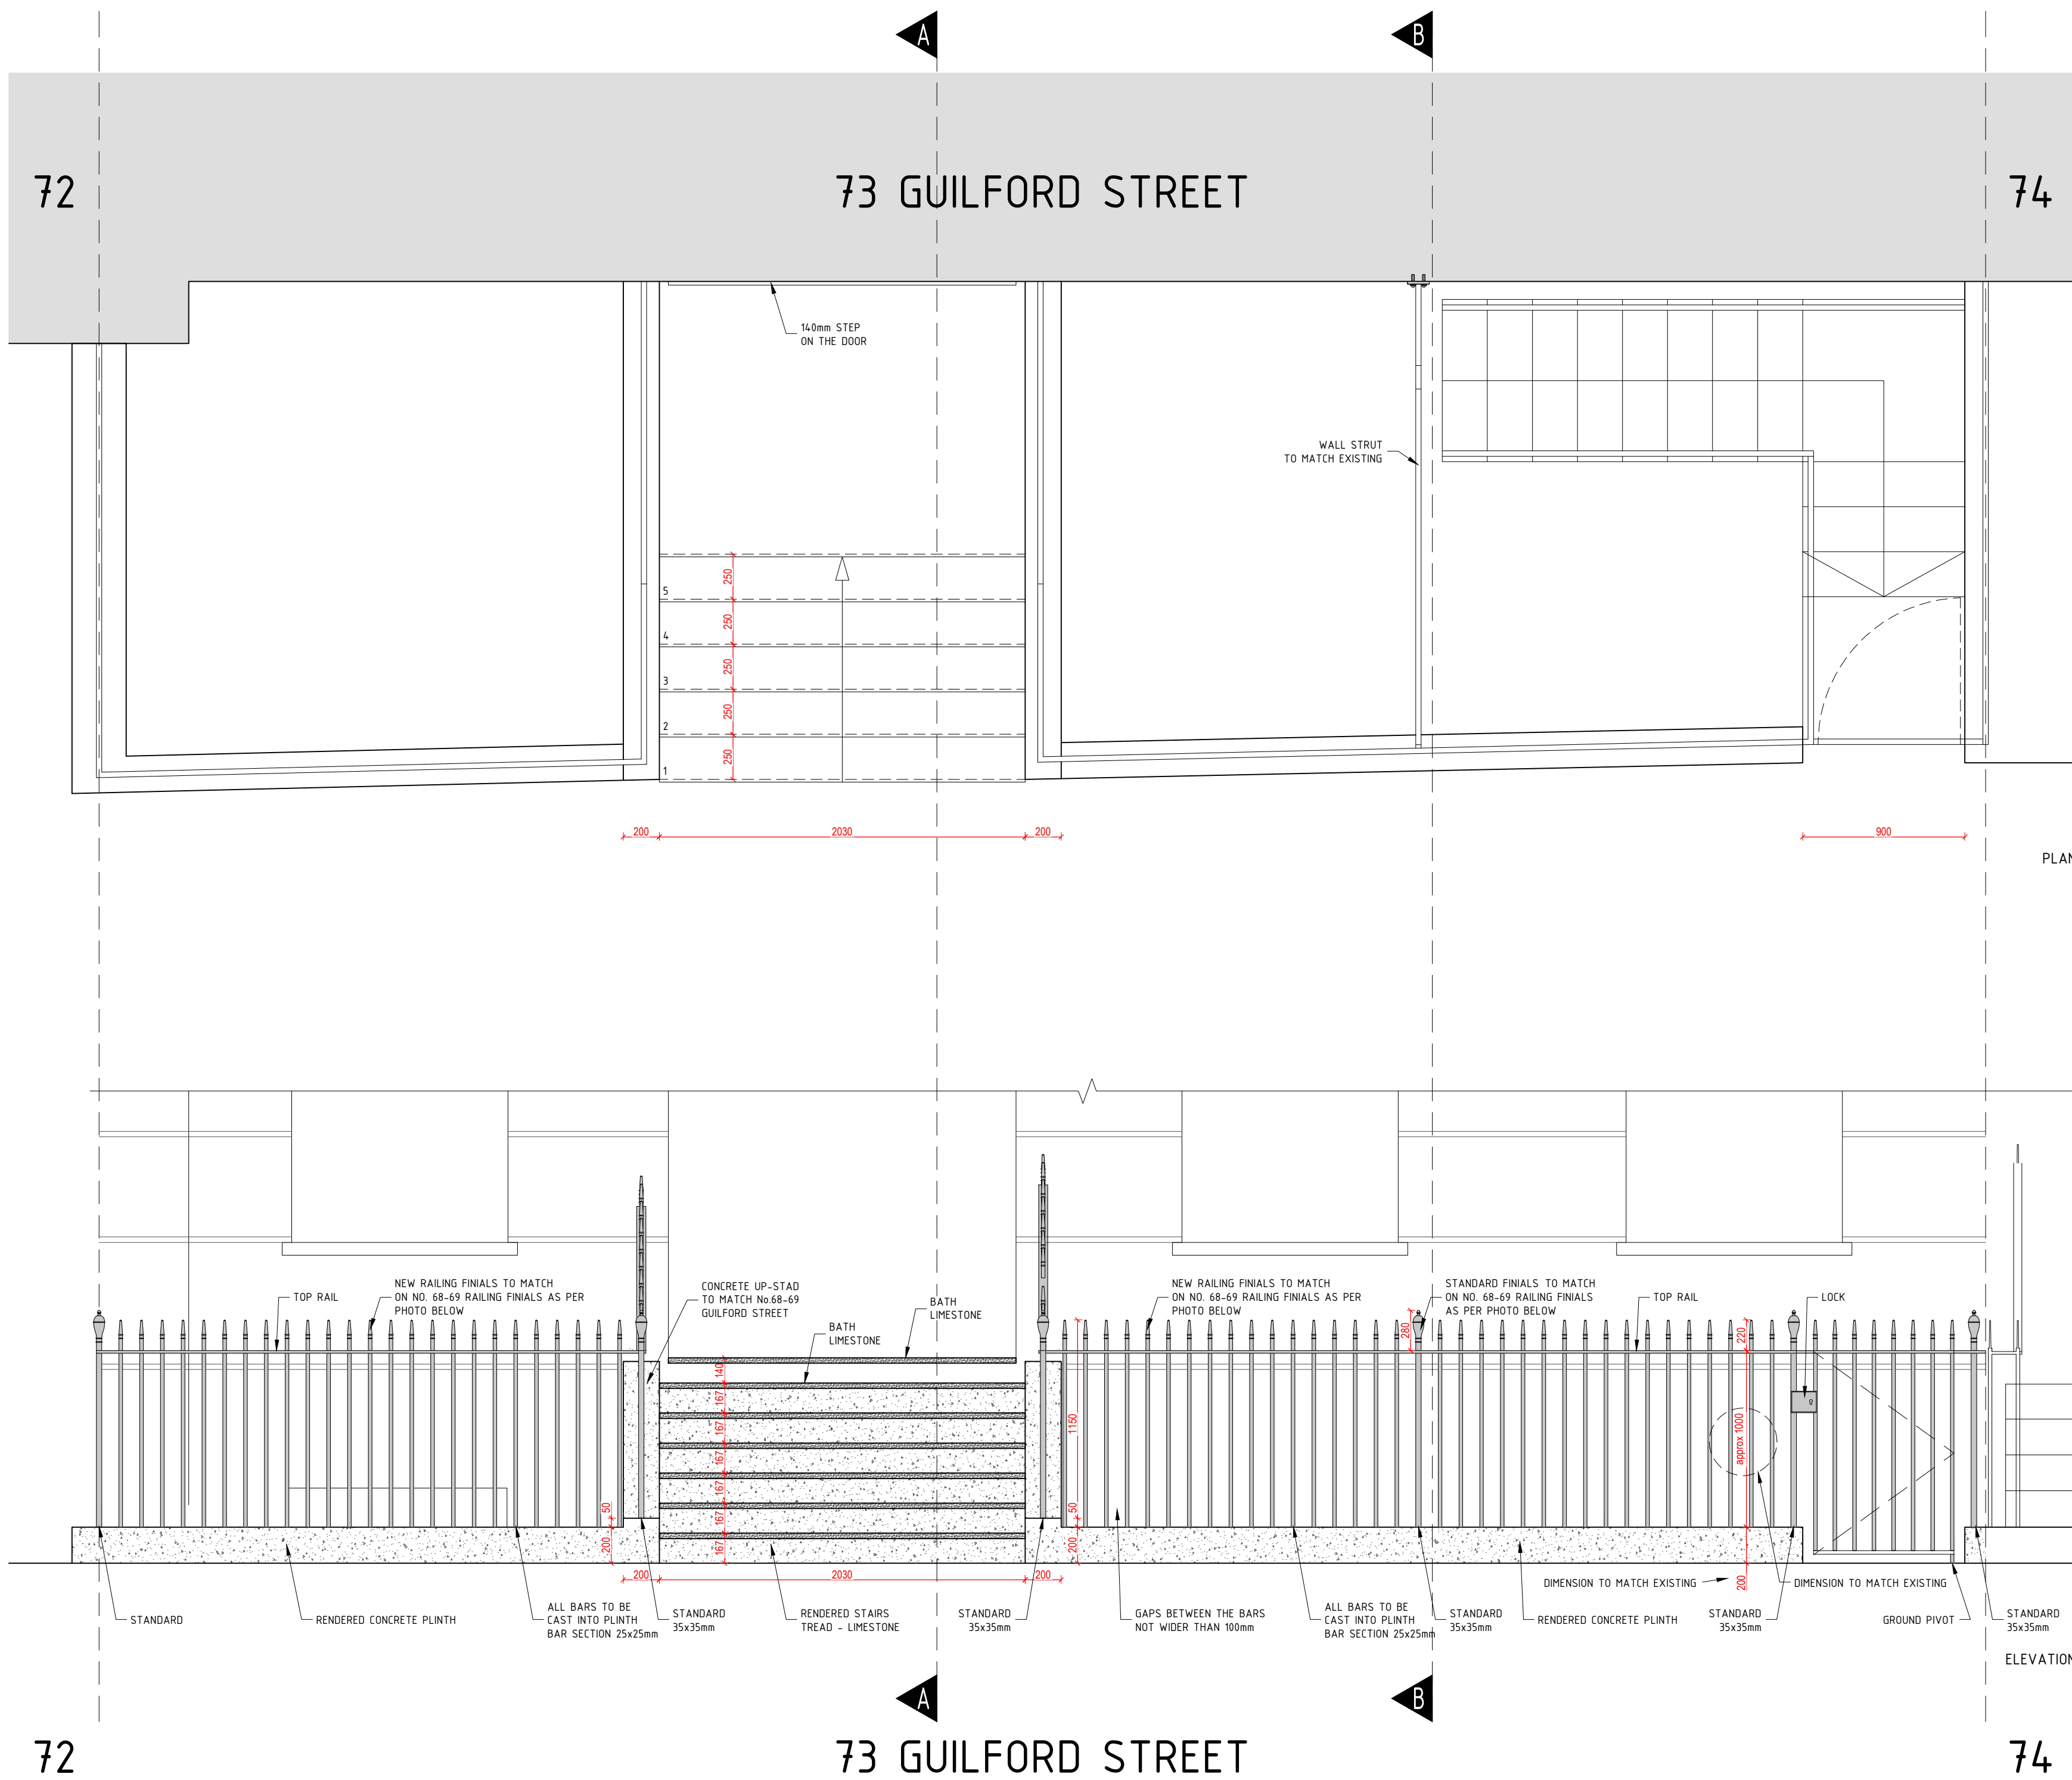 A
B
72
73 GUILFORD STREET
74
140mm STEP
ON THE DOOR
WALL STRUT
TO MATCH EXISTING
250
5
250
4
250
3
250
2
250
1
200
2030
200
900
PLAN
NEW RAILING FINIALS TO MATCH
ON NO. 68-69 RAILING FINIALS AS PER
PHOTO BELOW
TOP RAIL
CONCRETE UP-STAD
TO MATCH No.68-69
GUILFORD STREET
BATH
LIMESTONE
BATH
LIMESTONE
NEW RAILING FINIALS TO MATCH
ON NO. 68-69 RAILING FINIALS AS PER
PHOTO BELOW
STANDARD FINIALS TO MATCH
ON NO. 68-69 RAILING FINIALS
AS PER PHOTO BELOW
TOP RAIL
LOCK
280
220
140
167
167
167
167
167
167
1150
approx 1000
50
200
50
200
200
2030
200
200
DIMENSION TO MATCH EXISTING
DIMENSION TO MATCH EXISTING
STANDARD
RENDERED CONCRETE PLINTH
ALL BARS TO BE
CAST INTO PLINTH
BAR SECTION 25x25mm
STANDARD
35x35mm
RENDERED STAIRS
TREAD - LIMESTONE
STANDARD
35x35mm
GAPS BETWEEN THE BARS
NOT WIDER THAN 100mm
ALL BARS TO BE
CAST INTO PLINTH
BAR SECTION 25x25mm
STANDARD
35x35mm
RENDERED CONCRETE PLINTH
STANDARD
35x35mm
GROUND PIVOT
STANDARD
35x35mm
ELEVATION
A
B
72
73 GUILFORD STREET
74